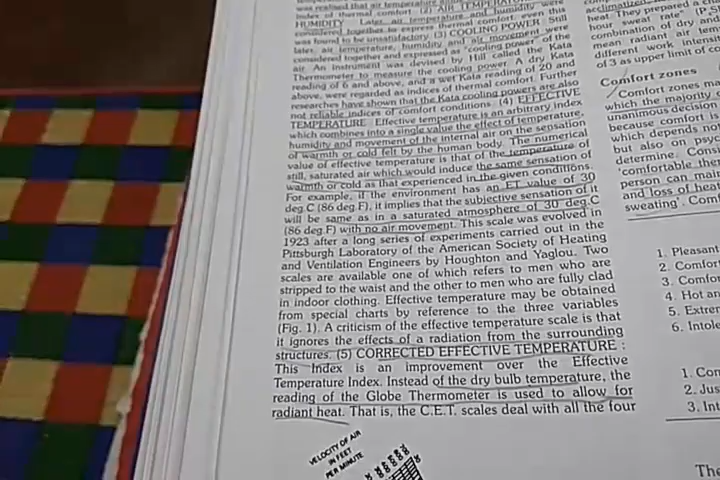 was realised that air temperature
index of thermal comfort. (2) AIR TEMPERATURE
HUMIDITY Later, air temperature and humidity were
considered together to express thermal comfort; even this
was found to be unsatisfactory. (3) COOLING POWER: Still
later, air temperature, humidity and air movement were
considered together and expressed as "cooling power" of the
air. An instrument was devised by Hill called the Kata
Thermometer to measure the cooling power. A dry Kata
reading of 6 and above, and a wet Kata reading of 20 and
above, were regarded as indices of thermal comfort. Further
researches have shown that the Kata cooling powers are also
not reliable indices of comfort conditions. (4) EFFECTIVE
TEMPERATURE: Effective temperature is an arbitrary index
which combines into a single value the effect of temperature,
humidity and movement of the internal air on the sensation
of warmth or cold felt by the human body. The numerical
value of effective temperature is that of the temperature of
still, saturated air which would induce the same sensation of
warmth or cold as that experienced in the given conditions.
For example, if the environment has an ET value of 30
deg C (86 deg F), it implies that the subjective sensation of it
will be same as in a saturated atmosphere of 30 deg C
(86 deg F) with no air movement. This scale was evolved in
1923 after a long series of experiments carried out in the
Pittsburgh Laboratory of the American Society of Heating
and Ventilation Engineers by Houghton and Yaglou. Two
scales are available one of which refers to men who are
stripped to the waist and the other to men who are fully clad
in indoor clothing. Effective temperature may be obtained
from special charts by reference to the three variables
(Fig. 1). A criticism of the effective temperature scale is that
it ignores the effects of a radiation from the surrounding
structures. (5) CORRECTED EFFECTIVE TEMPERATURE :
This Index is an improvement over the Effective
Temperature Index. Instead of the dry bulb temperature, the
reading of the Globe Thermometer is used to allow for
radiant heat. That is, the C.E.T. scales deal with all the four
VELOCITY OF AIR
IN FEET
PER MINUTE
heat. They prepared a
hour sweat rate" (P
combination of dry and
mean radiant air tem
different work intensit
of 3 as upper limit of co
Comfort zones
Comfort zones
which the majority
unanimous decision
because comfort is
which depends no
but also on psyc
determine. Cons
"comfortable the
person can mai
and loss of hea
sweating". Com
1. Pleasant
2. Comfor
3. Comfo
4. Hot an
5. Extre
6. Intole
1. Con
2. Jus
3. Int
The